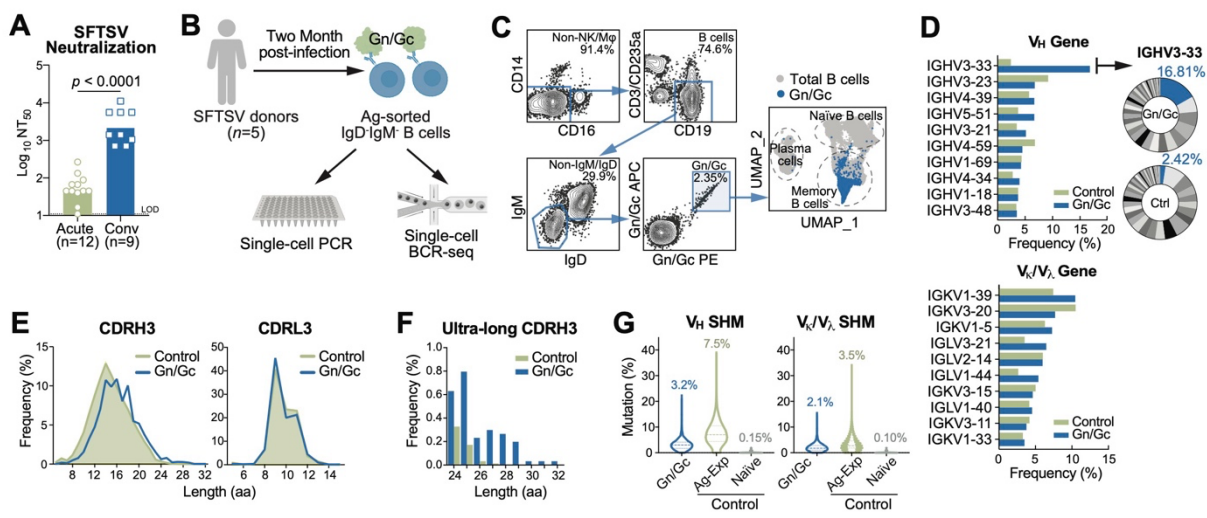 A
SFTSV
Neutralization
p < 0.0001
Log10 NT50
5
4
3
2
1
LOD
Acute
(n=12)
Conv
(n=9)
B
Two Month
post-infection
Gn/Gc
SFTSV donors
(n=5)
Ag-sorted
IgD-IgM- B cells
Single-cell PCR
Single-cell
BCR-seq
C
Non-NK/Mφ
91.4%
CD14
CD16
B cells
74.6%
CD3/CD235a
CD19
Non-IgM/IgD
29.9%
IgM
IgD
Gn/Gc
2.35%
Gn/Gc APC
Gn/Gc PE
Total B cells
Gn/Gc
Naïve B cells
Plasma
cells
Memory
B cells
UMAP_2
UMAP_1
D
VH Gene
IGHV3-33
IGHV3-23
IGHV4-39
IGHV5-51
IGHV3-21
IGHV4-59
IGHV1-69
IGHV4-34
IGHV1-18
IGHV3-48
Control
Gn/Gc
0 5 10 15 20
Frequency (%)
IGHV3-33
16.81%
Gn/Gc
2.42%
Ctrl
Vκ/Vλ Gene
IGKV1-39
IGKV3-20
IGKV1-5
IGLV3-21
IGLV2-14
IGLV1-44
IGKV3-15
IGLV1-40
IGKV3-11
IGKV1-33
Control
Gn/Gc
0 5 10 15
Frequency (%)
E
CDRH3
Control
Gn/Gc
Frequency (%)
15
10
5
0
8 12 16 20 24 28 32
Length (aa)
CDRL3
Control
Gn/Gc
60
40
20
0
4 6 8 10 12 14
Length (aa)
F
Ultra-long CDRH3
Control
Gn/Gc
Frequency (%)
1.0
0.8
0.6
0.4
0.2
0.0
24 26 28 30 32
Length (aa)
G
VH SHM
Mutation (%)
40
30
20
10
0
3.2%
7.5%
0.15%
Gn/Gc
Ag-Exp
Naïve
Control
Vκ/Vλ SHM
40
30
20
10
0
2.1%
3.5%
0.10%
Gn/Gc
Ag-Exp
Naïve
Control